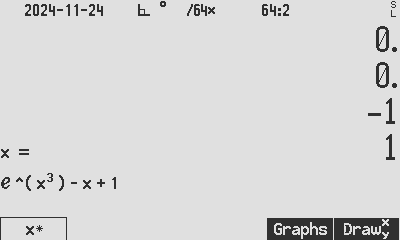 2024-11-24 ∟ ° /64× 64:2 S L
0.
0.
-1
x = 1
e^(x³)-x+1
x* Graphs Draw x y